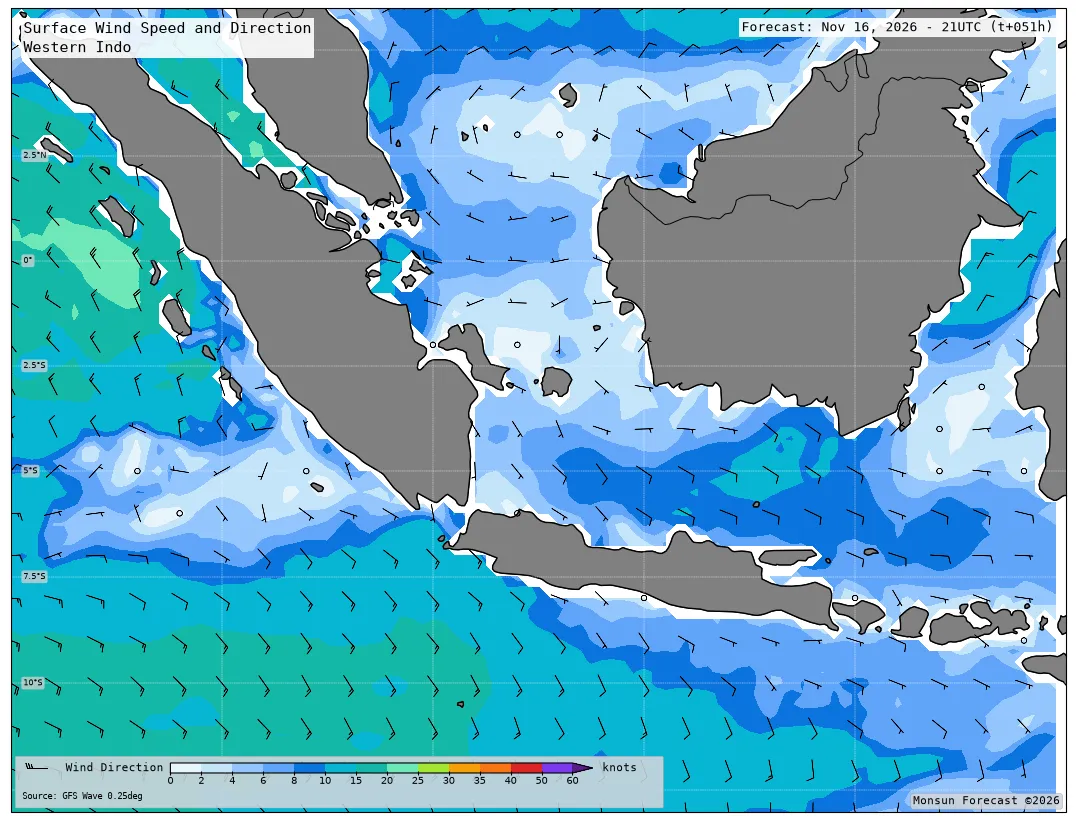 Surface Wind Speed and Direction
Western Indo
Forecast: Nov 16, 2026 - 21UTC (t+051h)
2.5°N
0°
2.5°S
5°S
7.5°S
10°S
Wind Direction
0 2 4 6 8 10 15 20 25 30 35 40 50 60
knots
Source: GFS Wave 0.25deg
Monsun Forecast ©2026